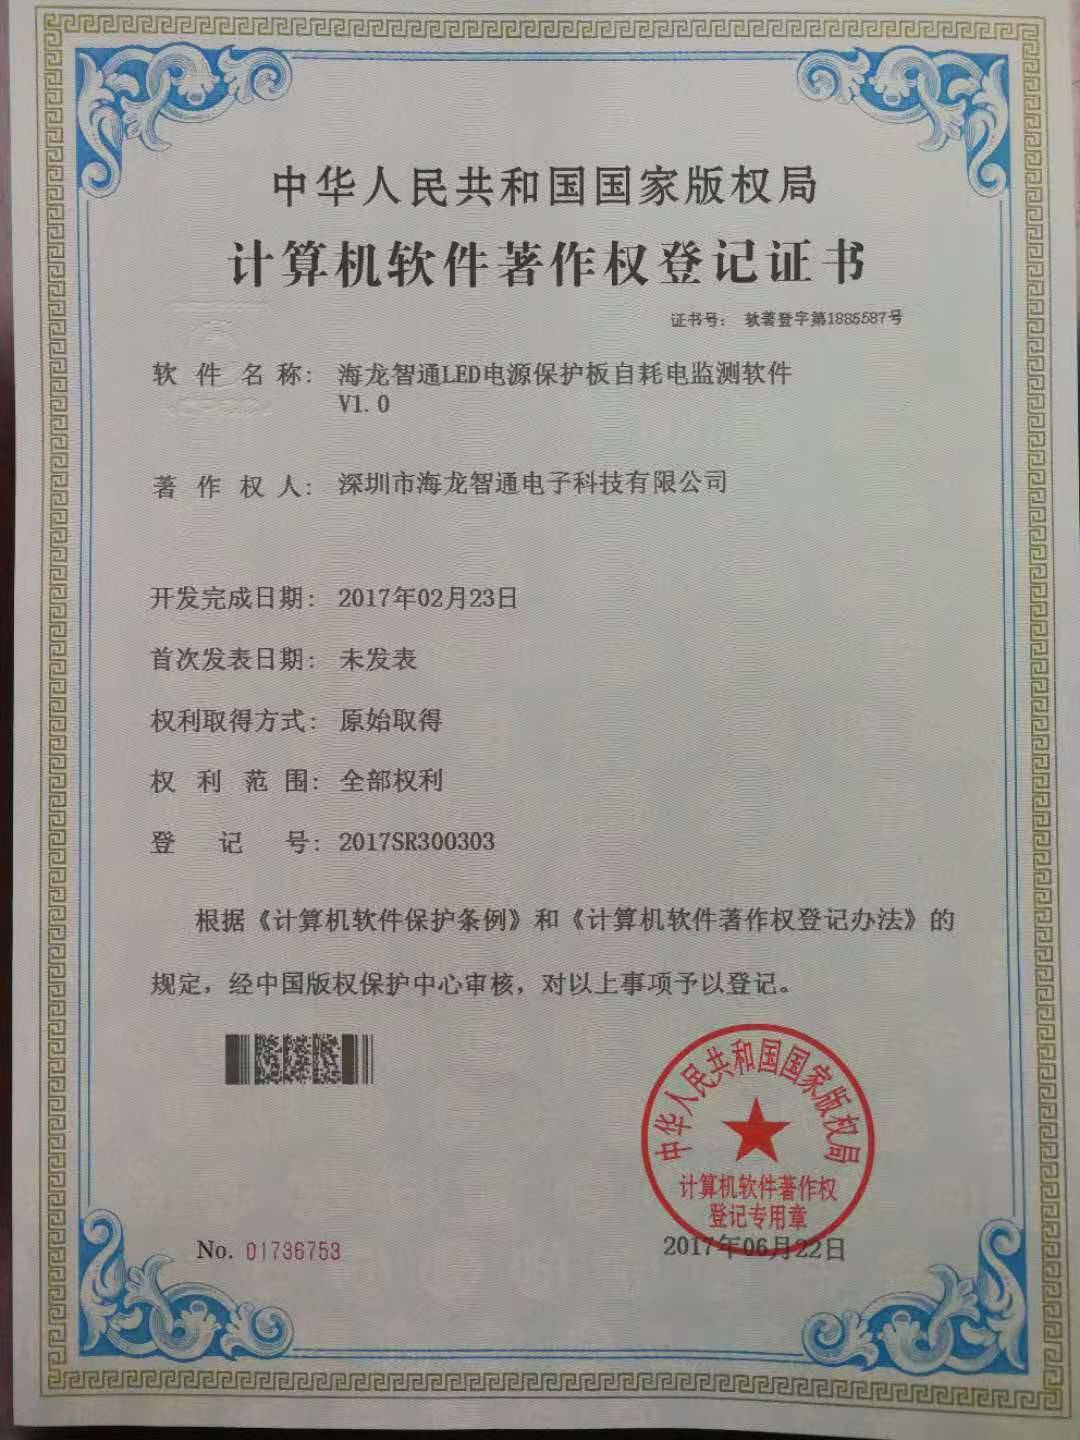 中华人民共和国国家版权局
计算机软件著作权登记证书
证书号: 软著登字第1885587号
软件名称: 海龙智通LED电源保护板自耗电监测软件
V1.0
著作权人: 深圳市海龙智通电子科技有限公司
开发完成日期: 2017年02月23日
首次发表日期: 未发表
权利取得方式: 原始取得
权利范围: 全部权利
登记号: 2017SR300303
根据《计算机软件保护条例》和《计算机软件著作权登记办法》的
规定，经中国版权保护中心审核，对以上事项予以登记。
中华人民共和国国家版权局
计算机软件著作权
登记专用章
No. 01736753
2017年06月22日